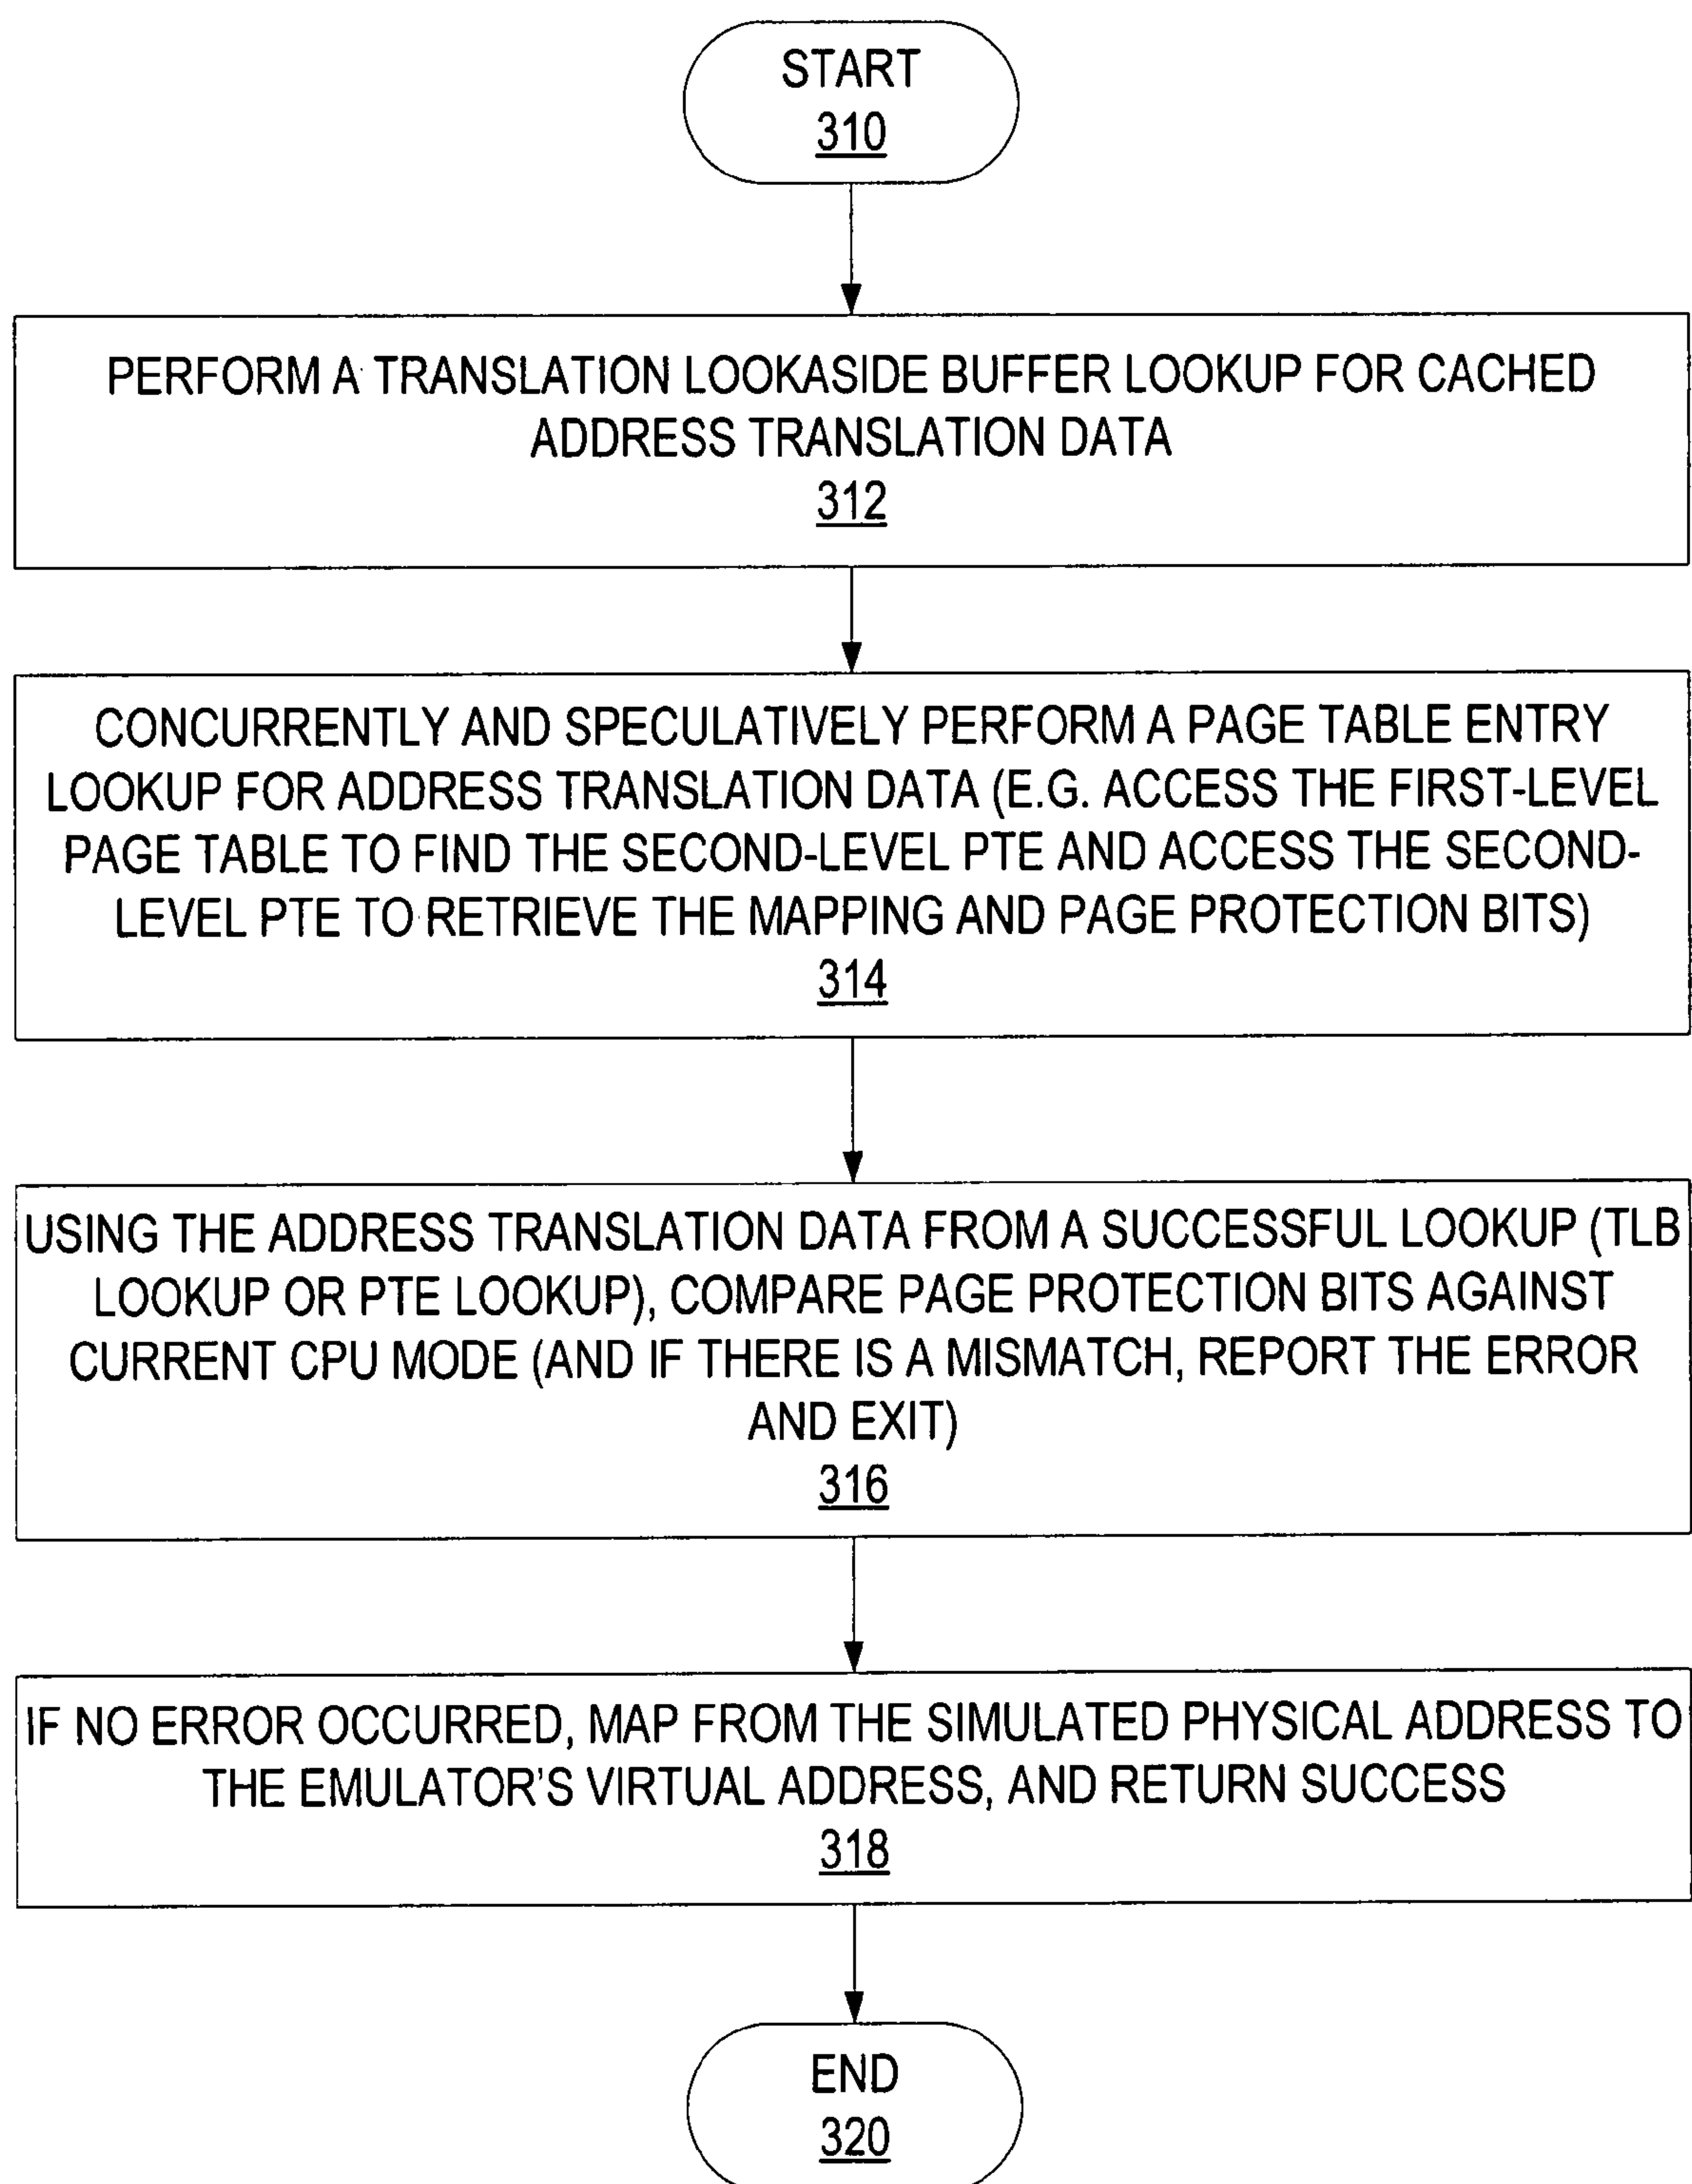 START
310
PERFORM A TRANSLATION LOOKASIDE BUFFER LOOKUP FOR CACHED
ADDRESS TRANSLATION DATA
312
CONCURRENTLY AND SPECULATIVELY PERFORM A PAGE TABLE ENTRY
LOOKUP FOR ADDRESS TRANSLATION DATA (E.G. ACCESS THE FIRST-LEVEL
PAGE TABLE TO FIND THE SECOND-LEVEL PTE AND ACCESS THE SECOND-
LEVEL PTE TO RETRIEVE THE MAPPING AND PAGE PROTECTION BITS)
314
USING THE ADDRESS TRANSLATION DATA FROM A SUCCESSFUL LOOKUP (TLB
LOOKUP OR PTE LOOKUP), COMPARE PAGE PROTECTION BITS AGAINST
CURRENT CPU MODE (AND IF THERE IS A MISMATCH, REPORT THE ERROR
AND EXIT)
316
IF NO ERROR OCCURRED, MAP FROM THE SIMULATED PHYSICAL ADDRESS TO
THE EMULATOR'S VIRTUAL ADDRESS, AND RETURN SUCCESS
318
END
320